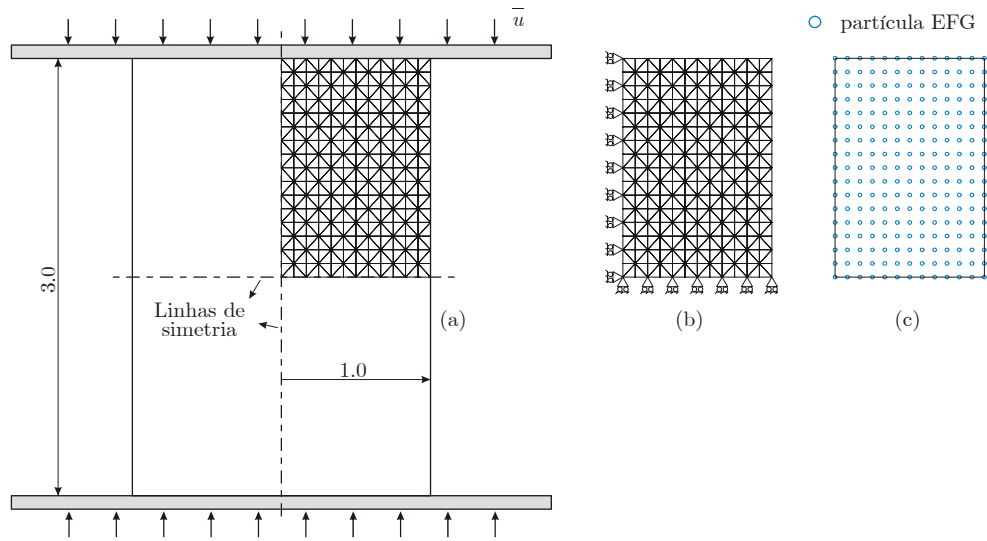 u
partícula EFG
3.0
Linhas de
simetria
(a)
(b)
(c)
1.0